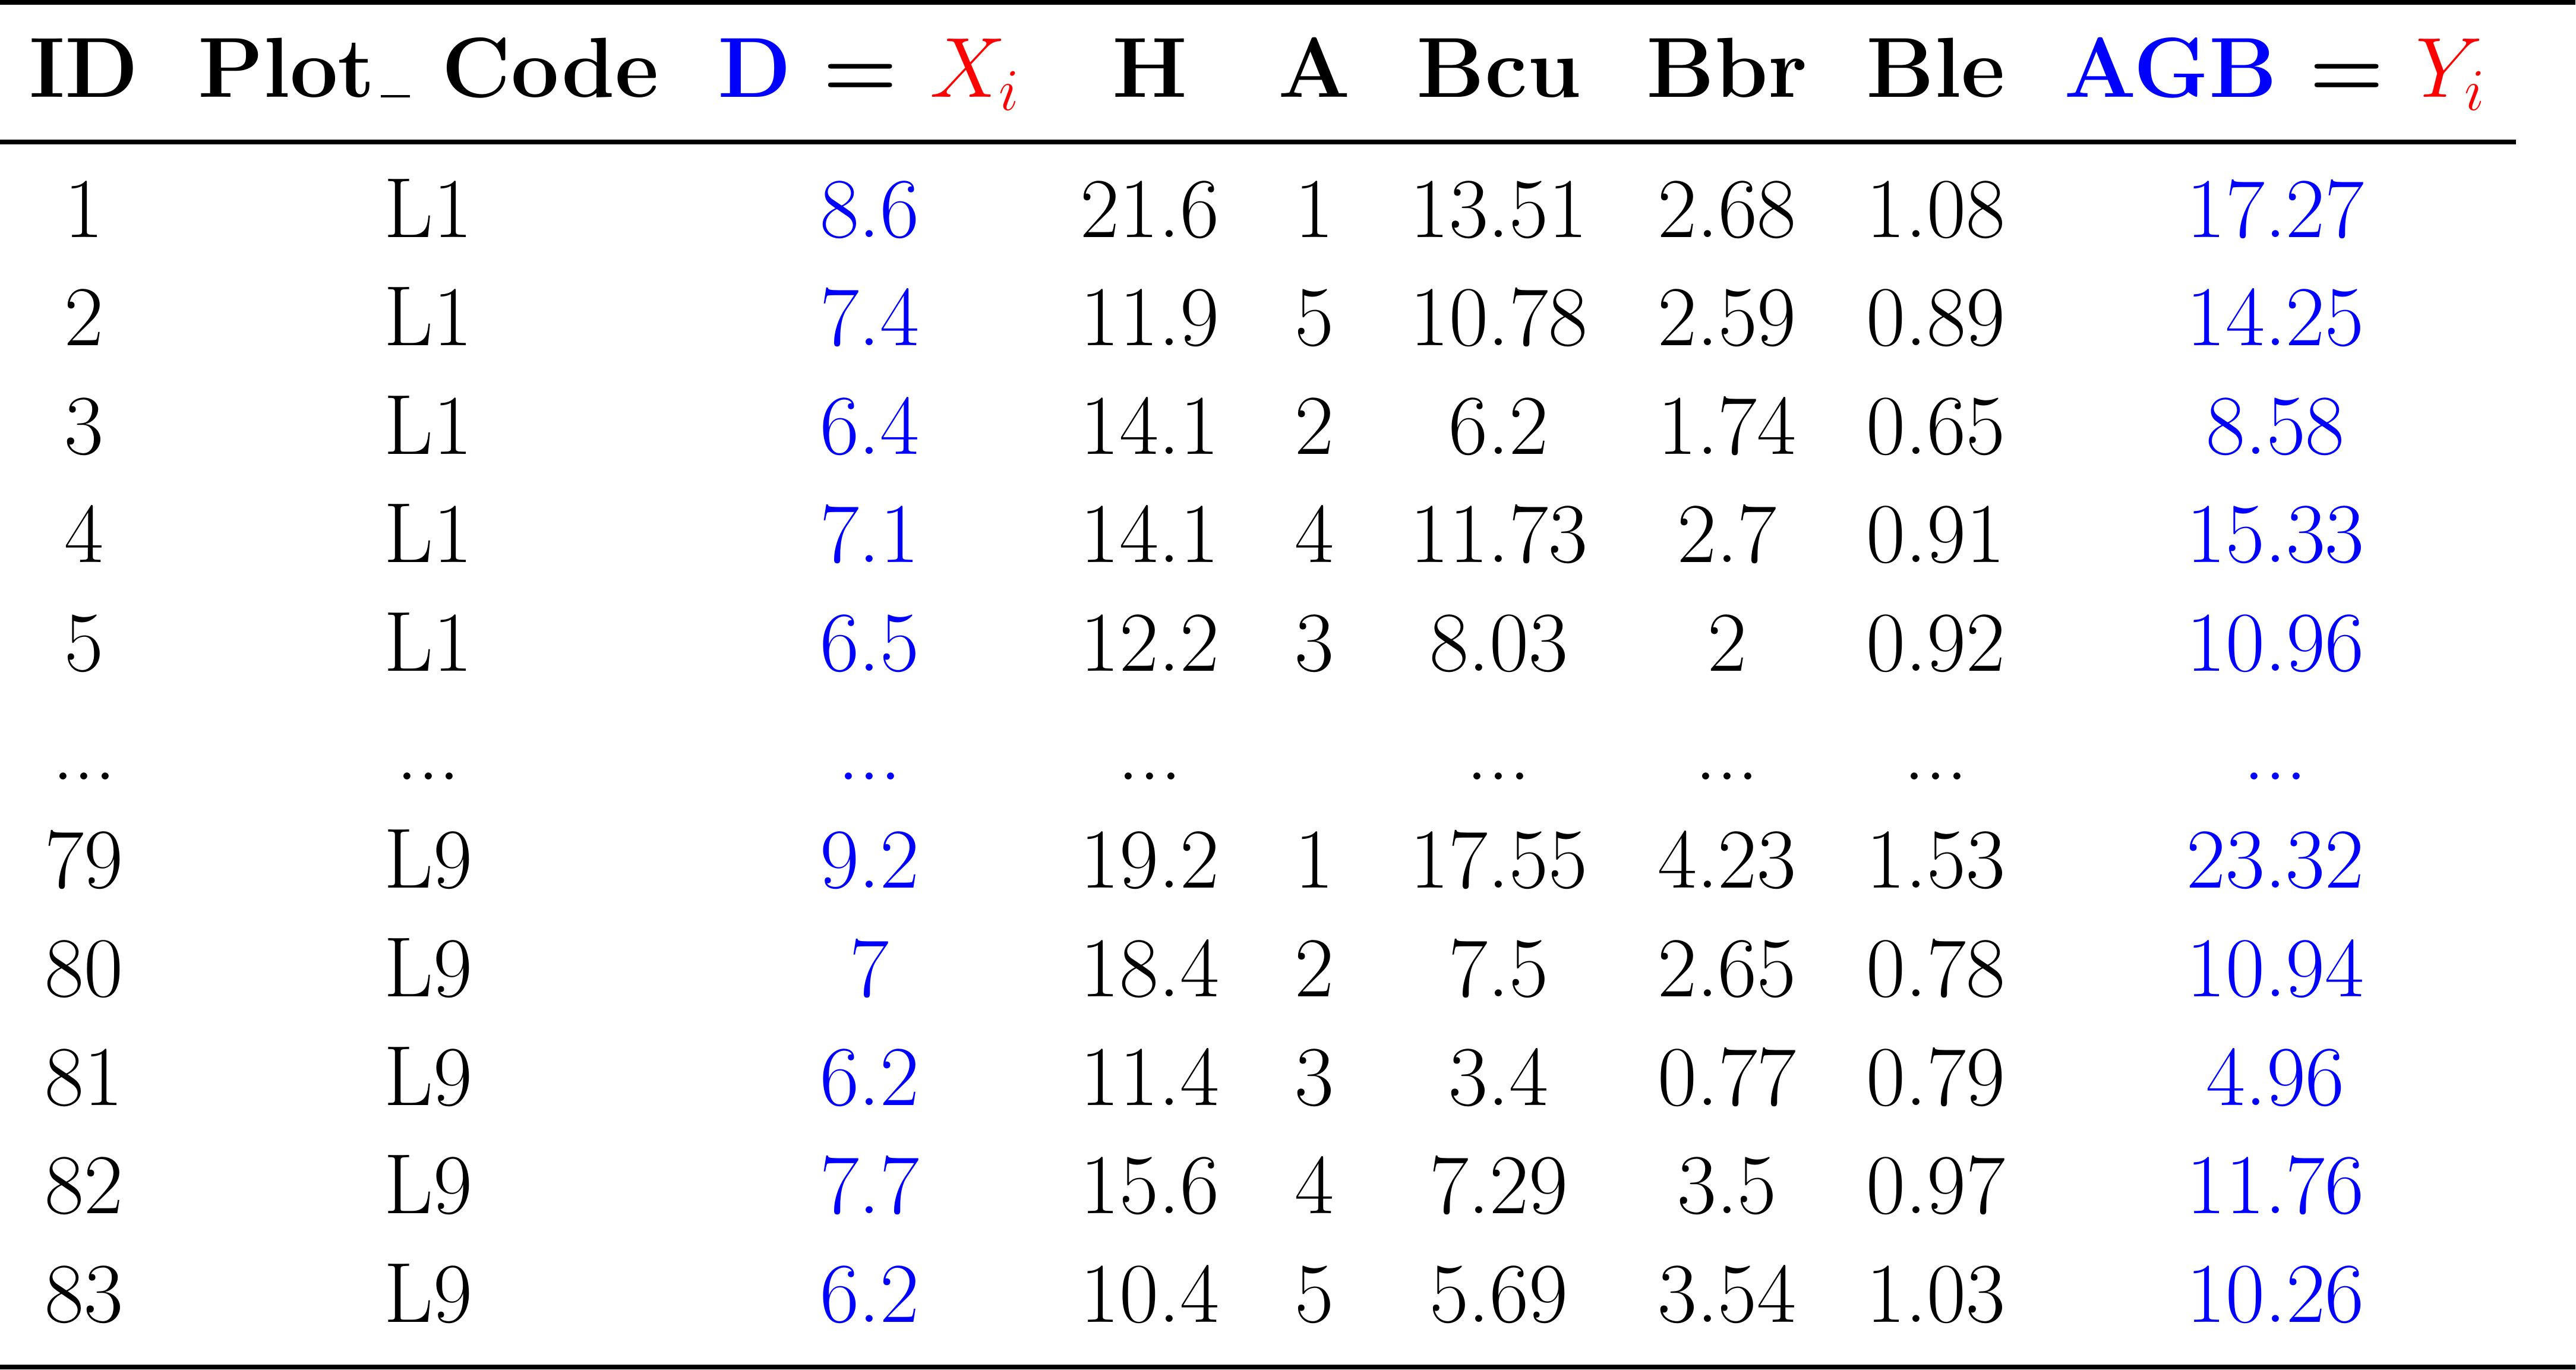 ID Plot_ Code D = Xi H A Bcu Bbr Ble AGB = Yi
1 L1 8.6 21.6 1 13.51 2.68 1.08 17.27
2 L1 7.4 11.9 5 10.78 2.59 0.89 14.25
3 L1 6.4 14.1 2 6.2 1.74 0.65 8.58
4 L1 7.1 14.1 4 11.73 2.7 0.91 15.33
5 L1 6.5 12.2 3 8.03 2 0.92 10.96
... ... ... ... ... ... ... ...
79 L9 9.2 19.2 1 17.55 4.23 1.53 23.32
80 L9 7 18.4 2 7.5 2.65 0.78 10.94
81 L9 6.2 11.4 3 3.4 0.77 0.79 4.96
82 L9 7.7 15.6 4 7.29 3.5 0.97 11.76
83 L9 6.2 10.4 5 5.69 3.54 1.03 10.26